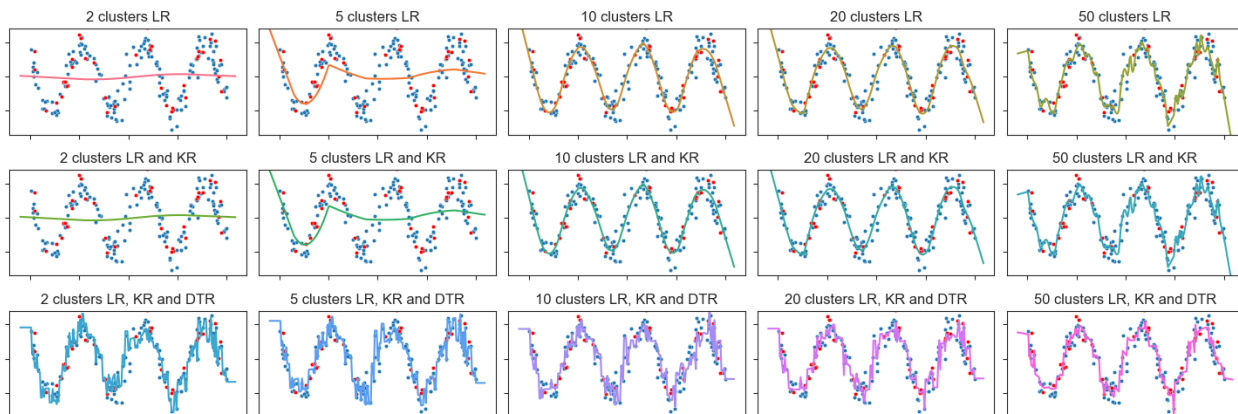 2 clusters LR
5 clusters LR
10 clusters LR
20 clusters LR
50 clusters LR
2 clusters LR and KR
5 clusters LR and KR
10 clusters LR and KR
20 clusters LR and KR
50 clusters LR and KR
2 clusters LR, KR and DTR
5 clusters LR, KR and DTR
10 clusters LR, KR and DTR
20 clusters LR, KR and DTR
50 clusters LR, KR and DTR